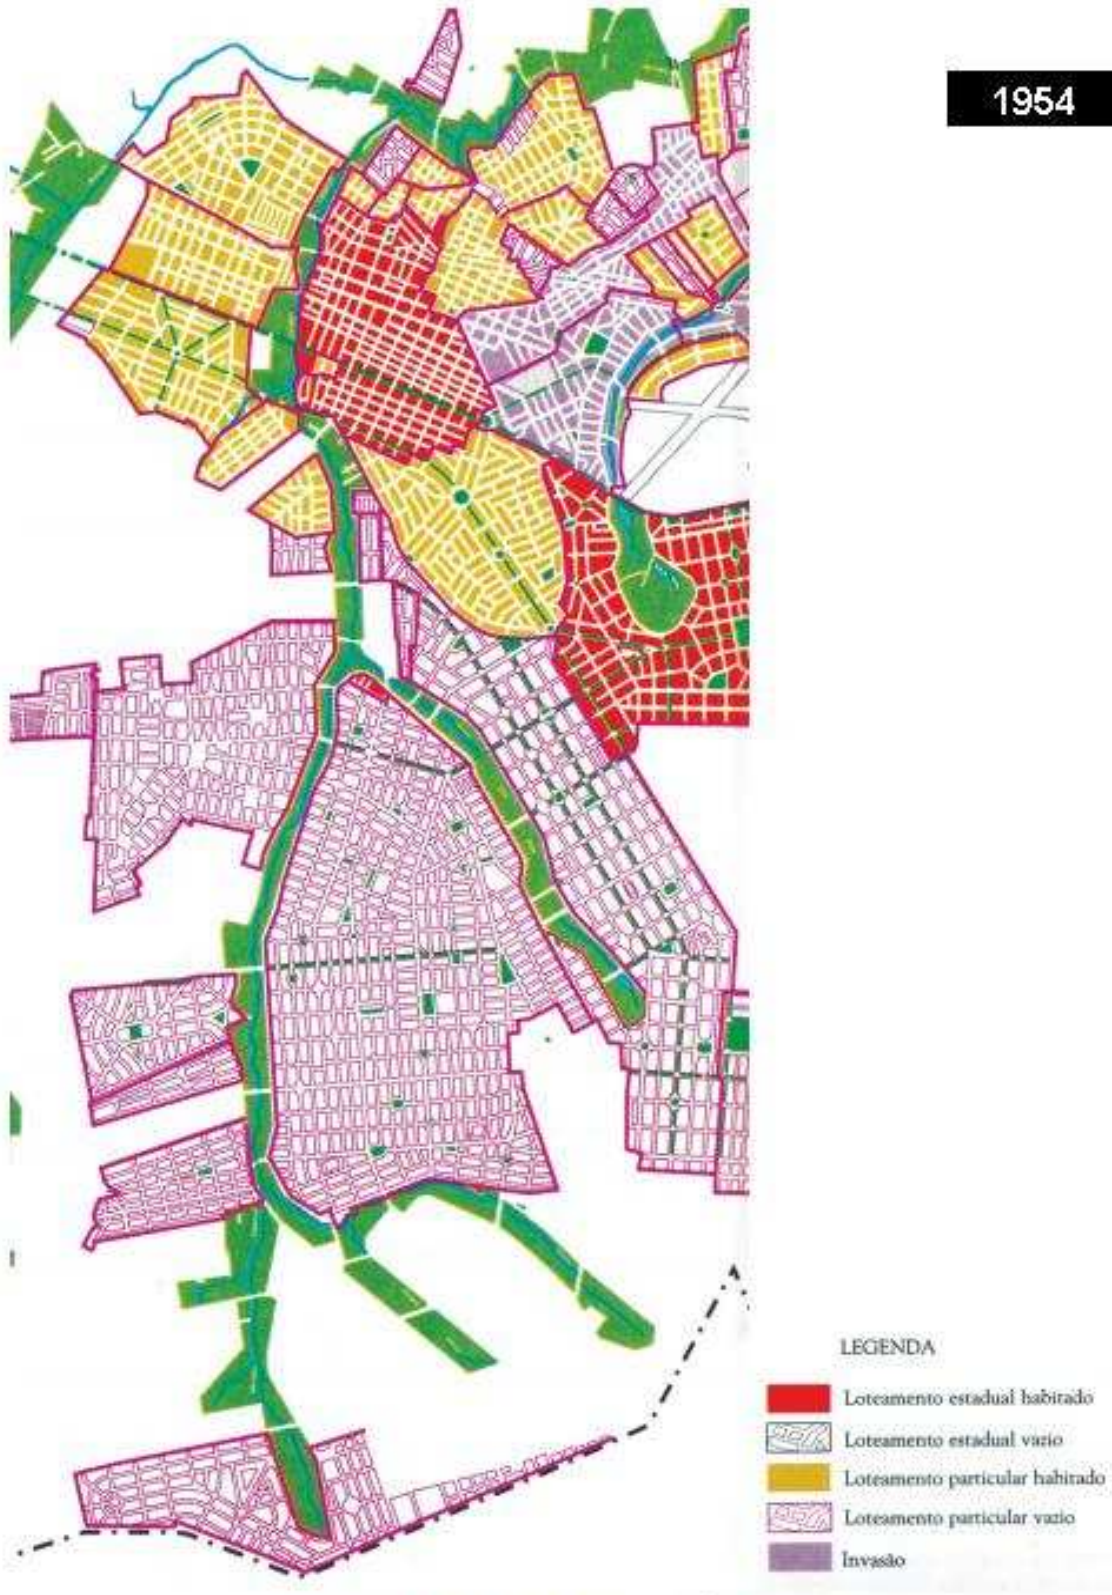 1954
LEGENDA
Loteamento estadual habitado
Loteamento estadual vazio
Loteamento particular habitado
Loteamento particular vazio
Invasão